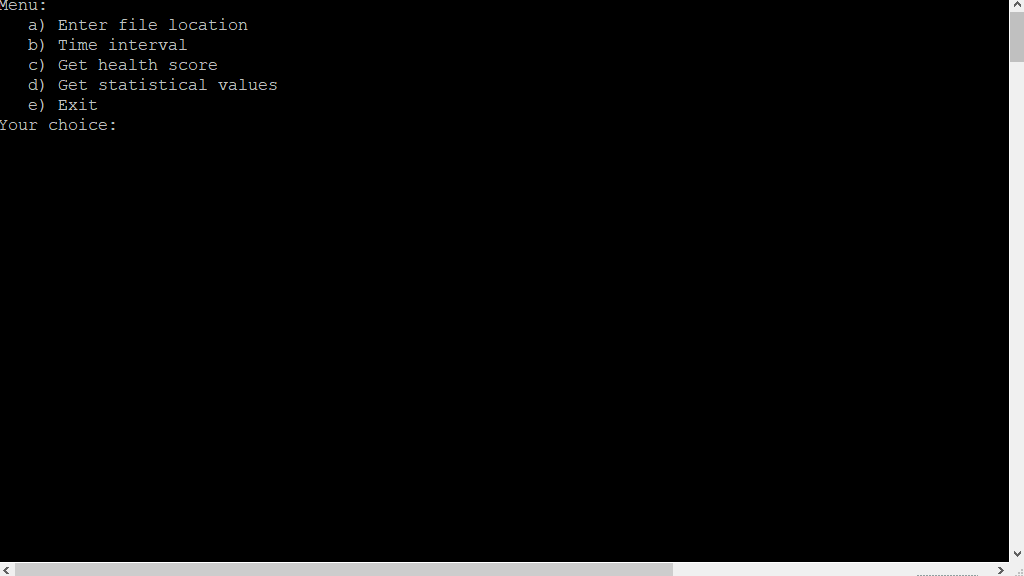 Menu:
a) Enter file location
b) Time interval
c) Get health score
d) Get statistical values
e) Exit
Your choice: